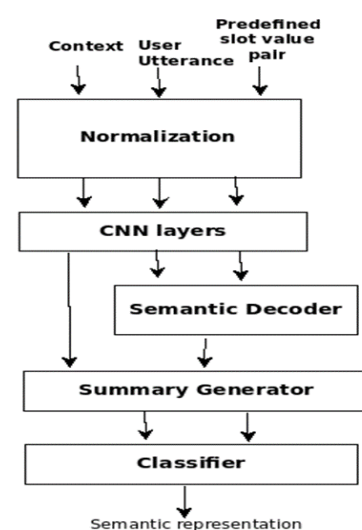 Context
User
Utterance
Predefined
slot value
pair
Normalization
CNN layers
Semantic Decoder
Summary Generator
Classifier
Semantic representation